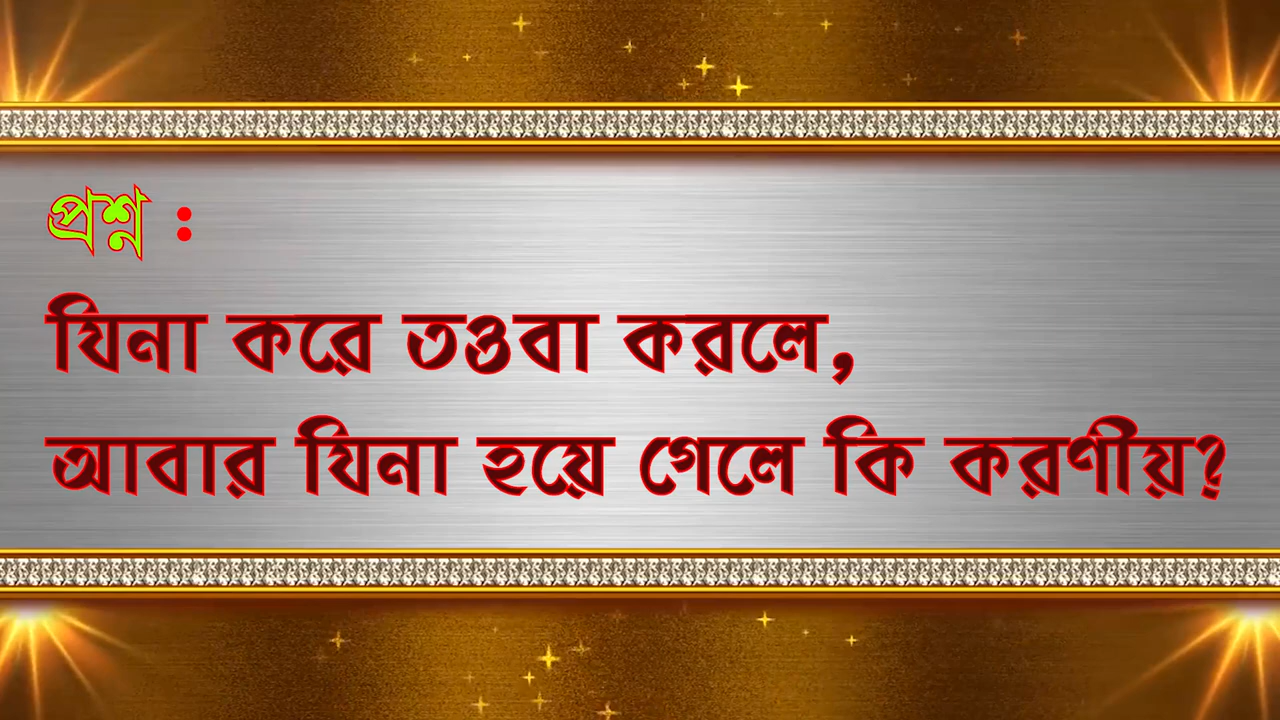 প্রশ্ন :
যিনা করে তওবা করলে,
আবার যিনা হয়ে গেলে কি করণীয়?